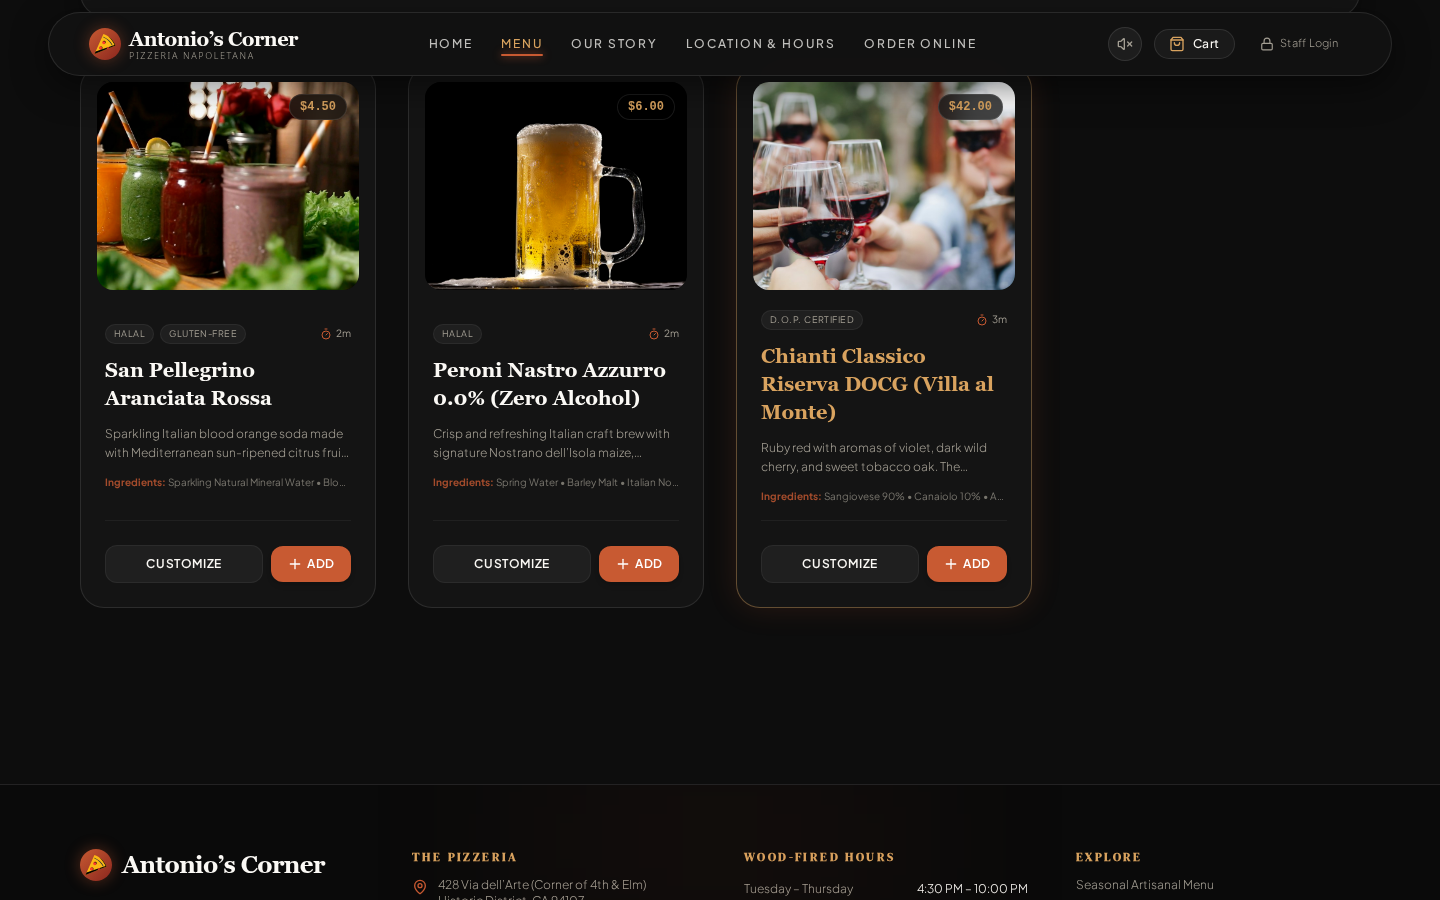 Antonio's Corner
PIZZERIA NAPOLETANA
HOME
MENU
OUR STORY
LOCATION & HOURS
ORDER ONLINE
Cart
Staff Login
$4.50
HALAL
GLUTEN-FREE
2m
San Pellegrino
Aranciata Rossa
Sparkling Italian blood orange soda made
with Mediterranean sun-ripened citrus frui...
Ingredients: Sparkling Natural Mineral Water • Blo...
CUSTOMIZE
+ ADD
$6.00
HALAL
2m
Peroni Nastro Azzurro
0.0% (Zero Alcohol)
Crisp and refreshing Italian craft brew with
signature Nostrano dell'Isola maize,...
Ingredients: Spring Water • Barley Malt • Italian No...
CUSTOMIZE
+ ADD
$42.00
D.O.P. CERTIFIED
3m
Chianti Classico
Riserva DOCG (Villa al
Monte)
Ruby red with aromas of violet, dark wild
cherry, and sweet tobacco oak. The...
Ingredients: Sangiovese 90% • Canaiolo 10% • A...
CUSTOMIZE
+ ADD
Antonio's Corner
THE PIZZERIA
428 Via dell'Arte (Corner of 4th & Elm)
Historic District, CA 94107
WOOD-FIRED HOURS
Tuesday – Thursday
4:30 PM – 10:00 PM
EXPLORE
Seasonal Artisanal Menu